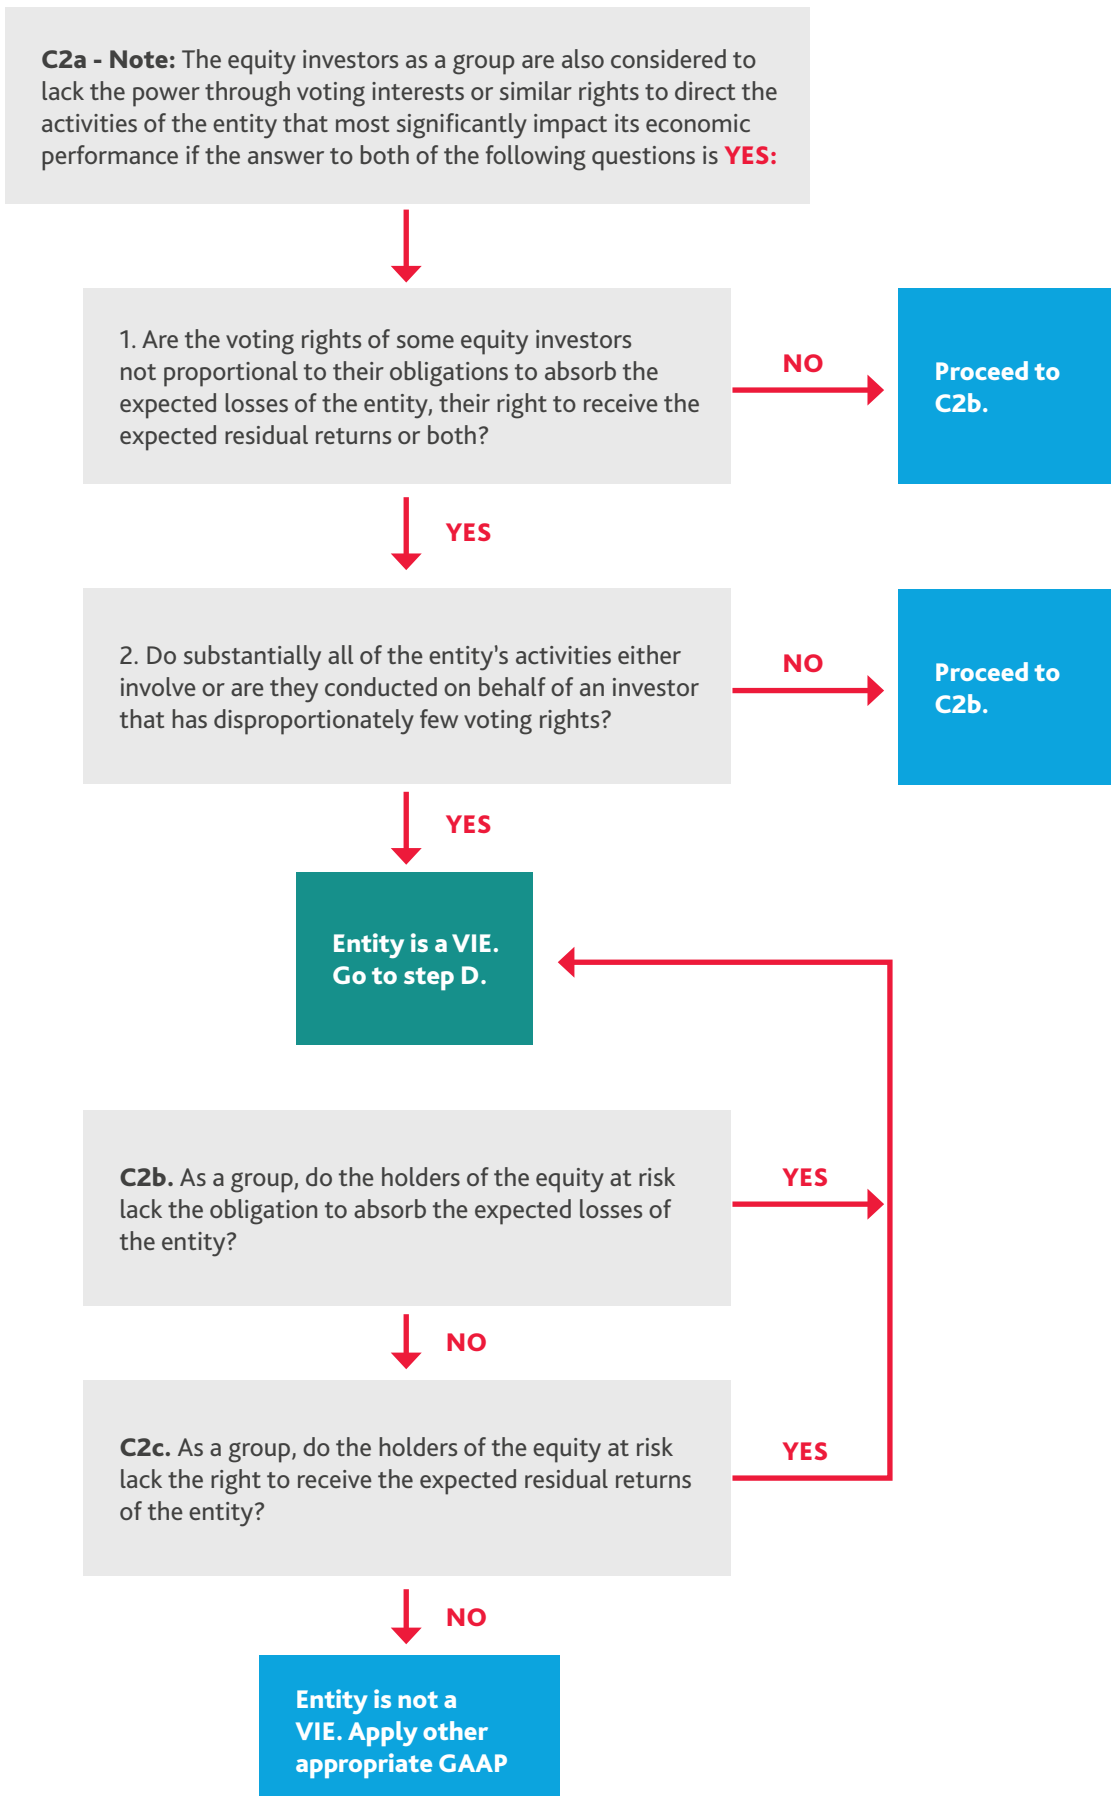 C2a - Note: The equity investors as a group are also considered to
lack the power through voting interests or similar rights to direct the
activities of the entity that most significantly impact its economic
performance if the answer to both of the following questions is YES:
1. Are the voting rights of some equity investors
not proportional to their obligations to absorb the
expected losses of the entity, their right to receive the
expected residual returns or both?
NO
Proceed to
C2b.
YES
2. Do substantially all of the entity's activities either
involve or are they conducted on behalf of an investor
that has disproportionately few voting rights?
NO
Proceed to
C2b.
YES
Entity is a VIE.
Go to step D.
C2b. As a group, do the holders of the equity at risk
lack the obligation to absorb the expected losses of
the entity?
YES
NO
C2c. As a group, do the holders of the equity at risk
lack the right to receive the expected residual returns
of the entity?
YES
NO
Entity is not a
VIE. Apply other
appropriate GAAP